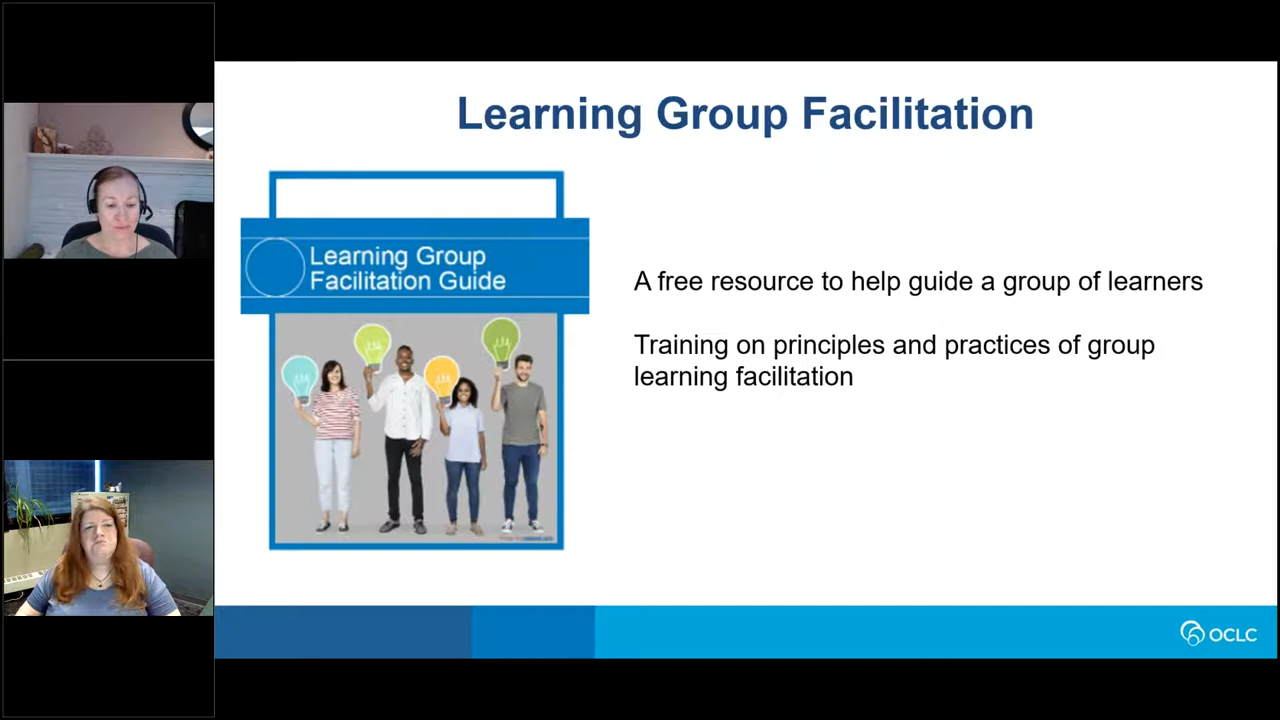 Learning Group Facilitation
Learning Group
Facilitation Guide
A free resource to help guide a group of learners
Training on principles and practices of group
learning facilitation
OCLC